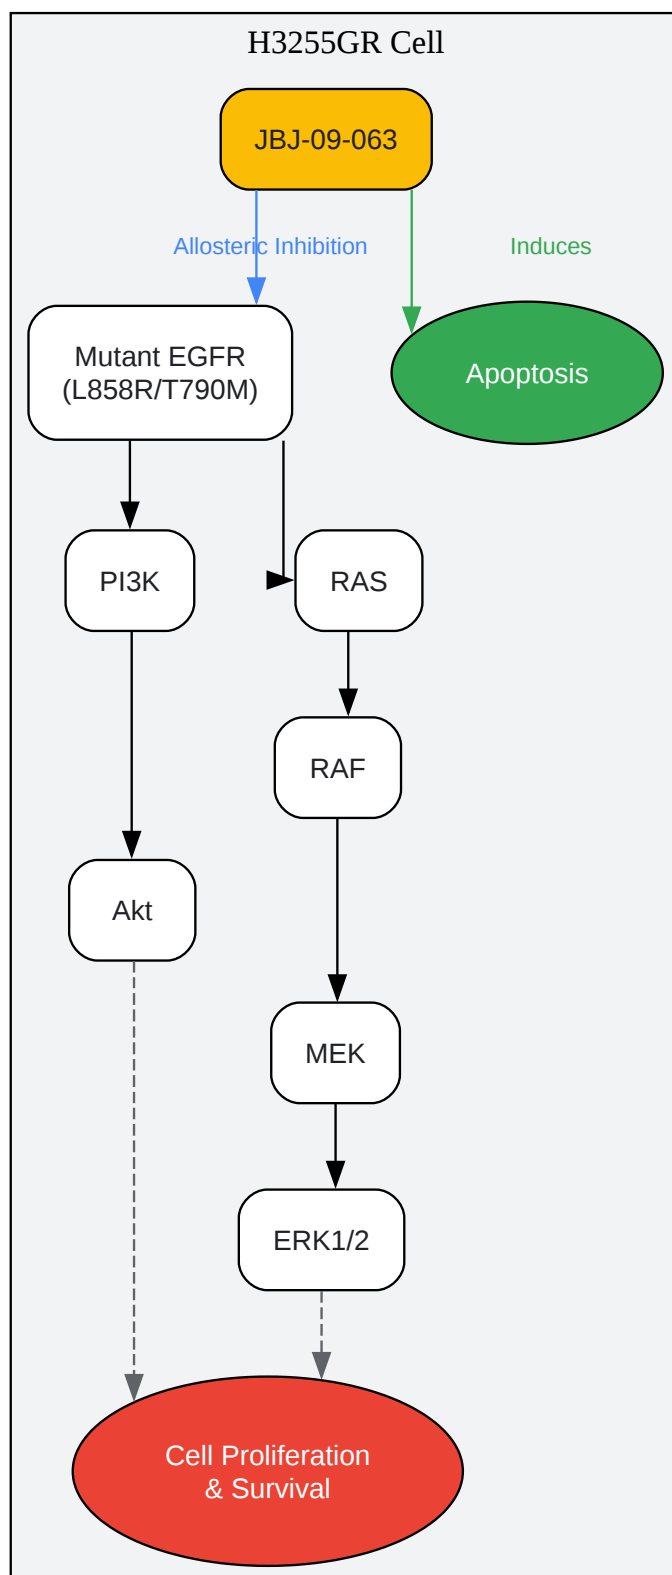 H3255GR Cell
JBJ-09-063
Allosteric Inhibition
Induces
Mutant EGFR
(L858R/T790M)
Apoptosis
PI3K
RAS
RAF
Akt
MEK
ERK1/2
Cell Proliferation
& Survival